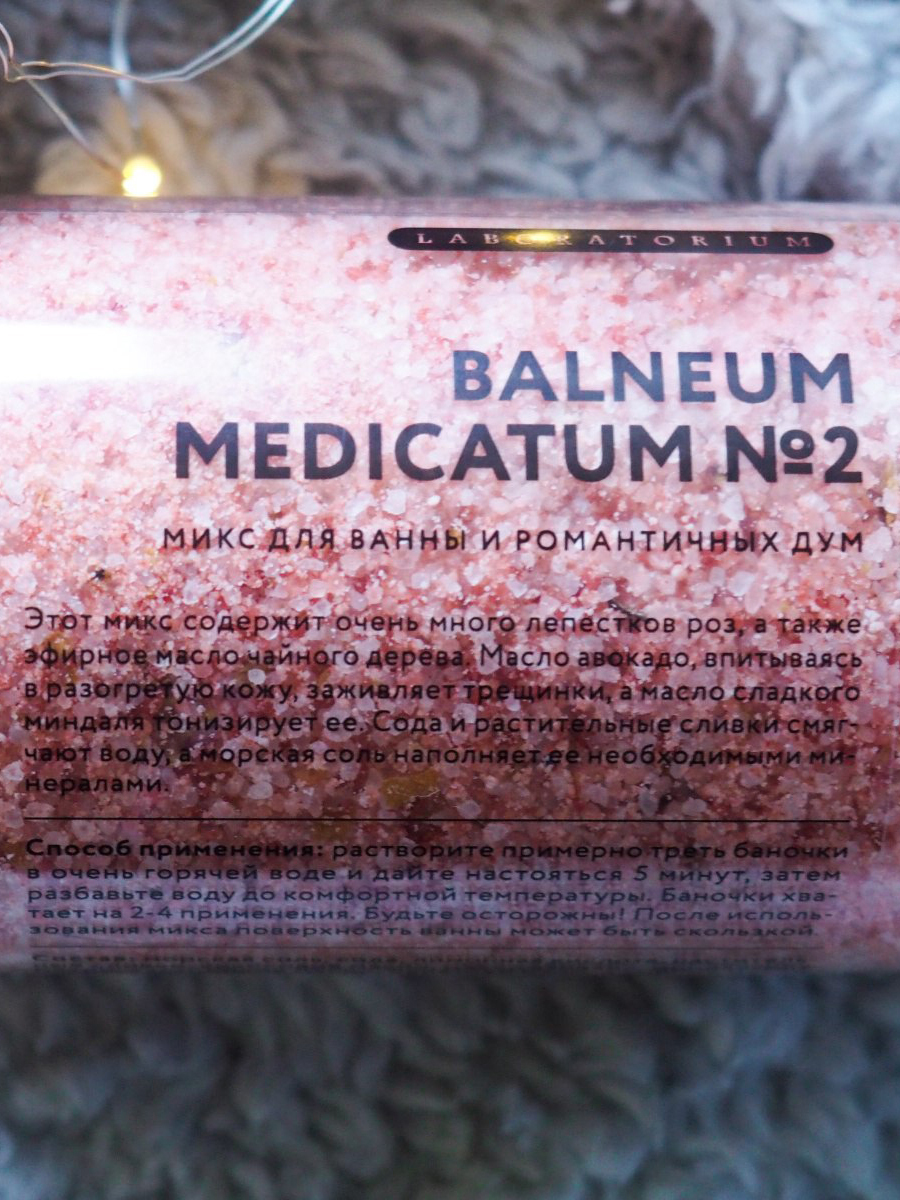 LABORATORIUM
BALNEUM
MEDICATUM №2
МИКС ДЛЯ ВАННЫ И РОМАНТИЧНЫХ ДУМ
Этот микс содержит очень много лепестков роз, а также
эфирное масло чайного дерева. Масло авокадо, впитываясь
в разогретую кожу, заживляет трещинки, а масло сладкого
миндаля тонизирует ее. Сода и растительные сливки смяг-
чают воду, а морская соль наполняет ее необходимыми ми-
нералами.
Способ применения: растворите примерно треть баночки
в очень горячей воде и дайте настояться 5 минут, затем
разбавьте воду до комфортной температуры. Баночки хва-
тает на 2-4 применения. Будьте осторожны! После исполь-
зования микса поверхность ванны может быть скользкой.
Состав: морская соль, сода,